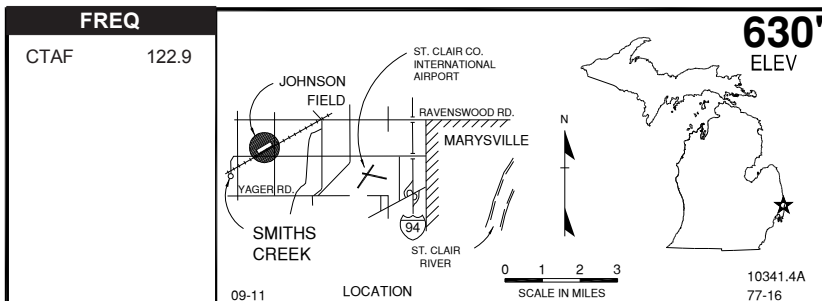 FREQ
CTAF 122.9
630'
ELEV
ST. CLAIR CO.
INTERNATIONAL
AIRPORT
JOHNSON
FIELD
RAVENSWOOD RD.
MARYSVILLE
N
YAGER RD.
SMITHS
CREEK
94
ST. CLAIR
RIVER
0 1 2 3
SCALE IN MILES
09-11
LOCATION
10341.4A
77-16